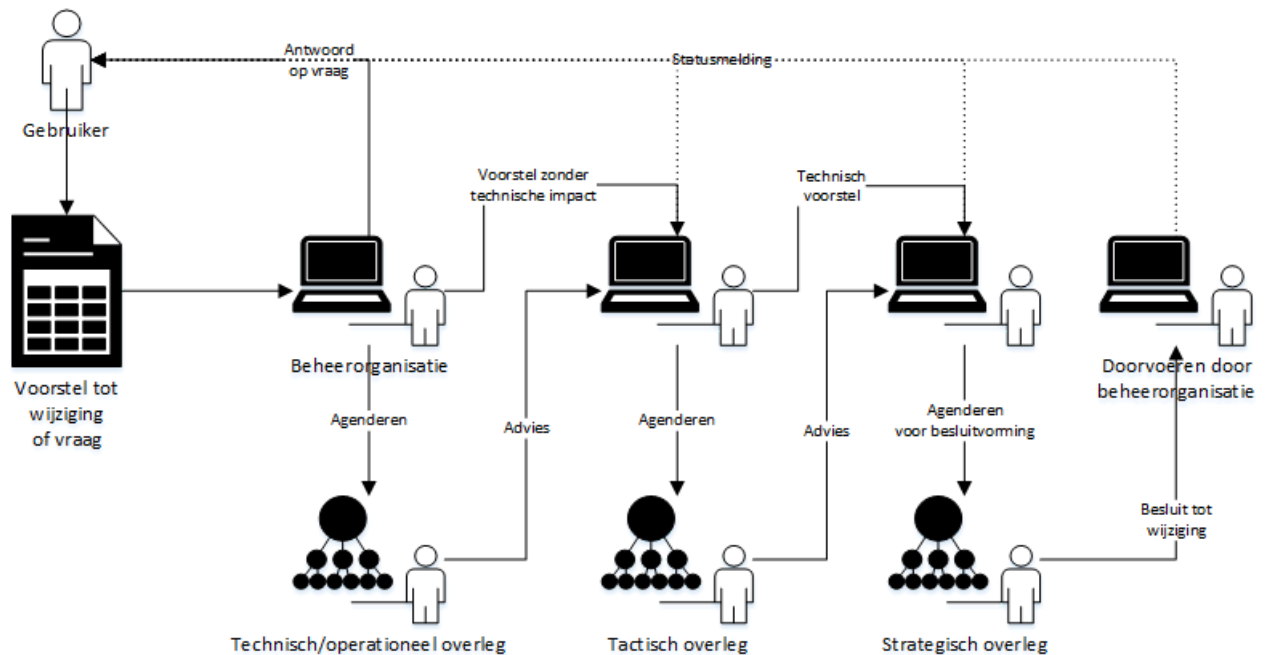 Antwoord
op vraag
Statusmelding
Gebruiker
Voorstel zonder
technische impact
Technisch
voorstel
Beheerorganisatie
Doorvoeren door
beheerorganisatie
Voorstel tot
wijziging
of vraag
Agenderen
Advies
Agenderen
Advies
Agenderen
voor besluitvorming
Besluit tot
wijziging
Technisch/operationeel overleg
Tactisch overleg
Strategisch overleg